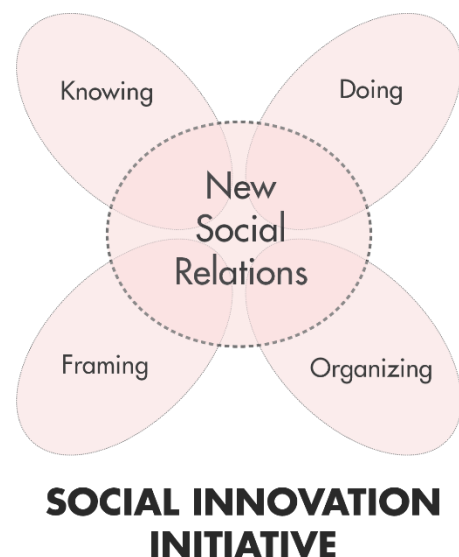 Knowing
Doing
New
Social
Relations
Framing
Organizing
SOCIAL INNOVATION
INITIATIVE